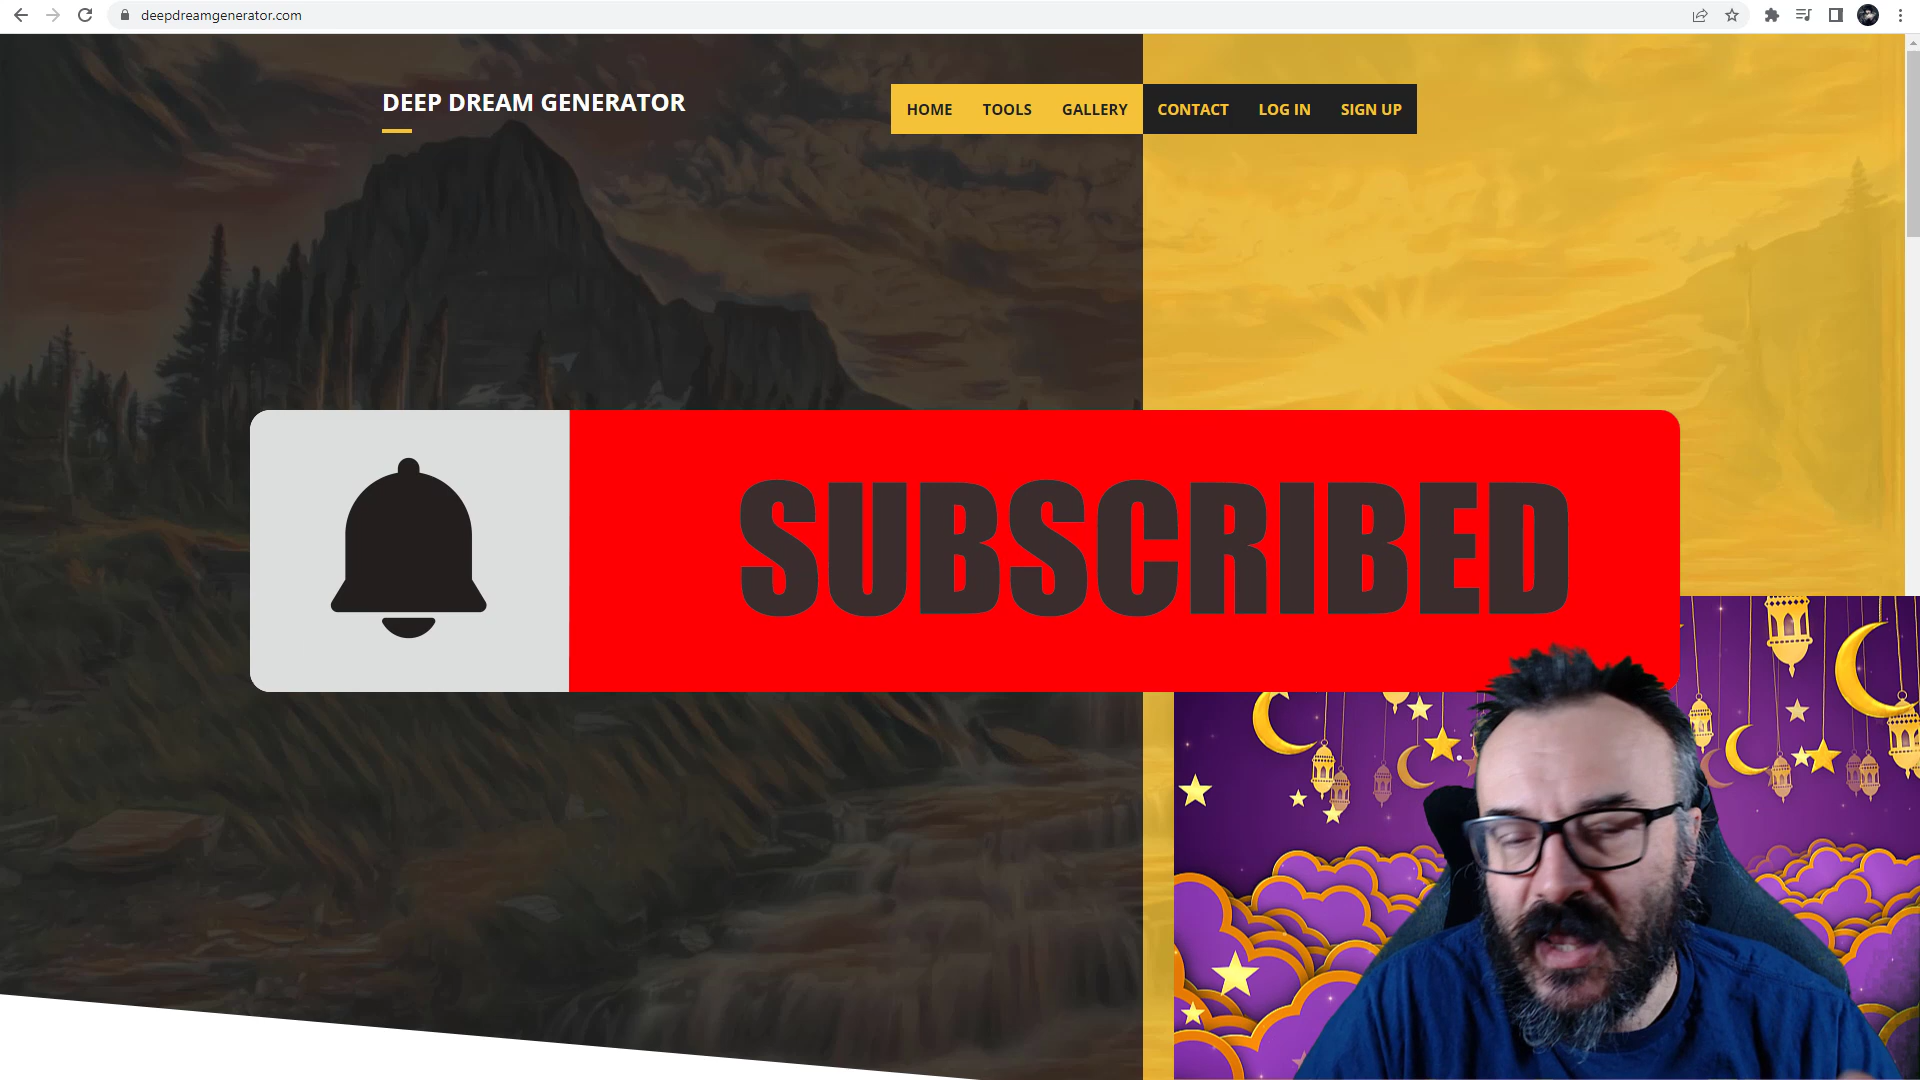 deepdreamgenerator.com
DEEP DREAM GENERATOR
HOME TOOLS GALLERY CONTACT LOG IN SIGN UP
SUBSCRIBED